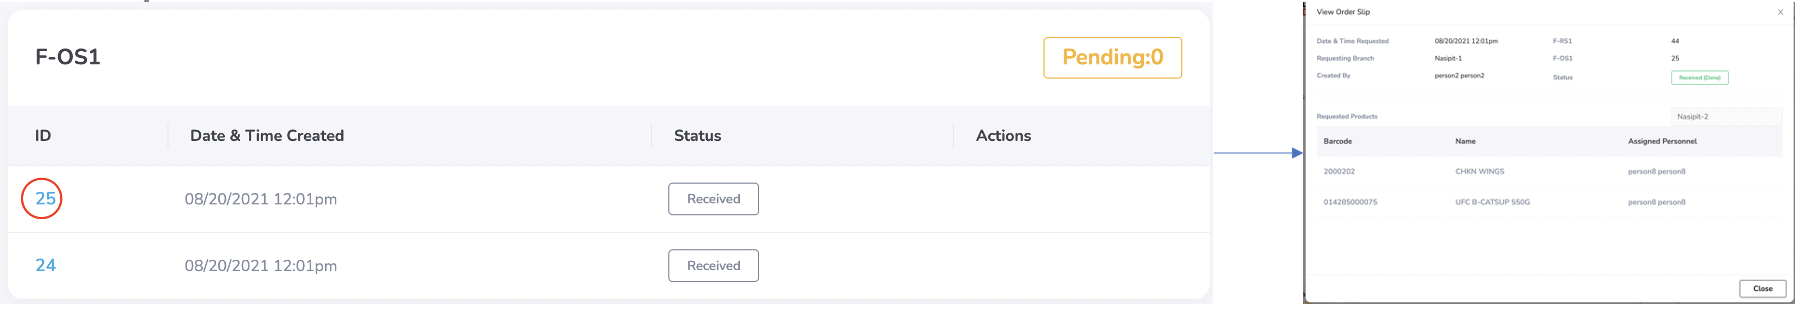 F-OS1
Pending:0
ID Date & Time Created Status Actions
25 08/20/2021 12:01pm Received
24 08/20/2021 12:01pm Received
View Order Slip X
Date & Time Requested 08/20/2021 12:01pm F-RS1 44
Requesting Branch Nasipit-1 F-OS1 25
Created By person2 person2 Status Received (Done)
Requested Products Nasipit-2
Barcode Name Assigned Personnel
2000202 CHKN WINGS person8 person8
014285000075 UFC B-CATSUP 550G person8 person8
Close